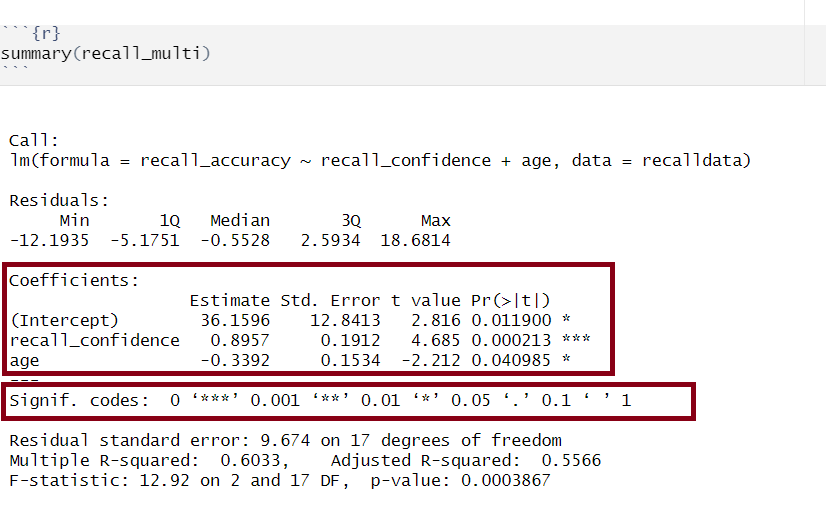 ```{r}
summary(recall_multi)
```
Call:
lm(formula = recall_accuracy ~ recall_confidence + age, data = recalldata)
Residuals:
Min 1Q Median 3Q Max
-12.1935 -5.1751 -0.5528 2.5934 18.6814
Coefficients:
Estimate Std. Error t value Pr(>|t|)
(Intercept) 36.1596 12.8413 2.816 0.011900 *
recall_confidence 0.8957 0.1912 4.685 0.000213 ***
age -0.3392 0.1534 -2.212 0.040985 *
---
Signif. codes: 0 ‘***’ 0.001 ‘**’ 0.01 ‘*’ 0.05 ‘.’ 0.1 ‘ ’ 1
Residual standard error: 9.674 on 17 degrees of freedom
Multiple R-squared: 0.6033, Adjusted R-squared: 0.5566
F-statistic: 12.92 on 2 and 17 DF, p-value: 0.0003867